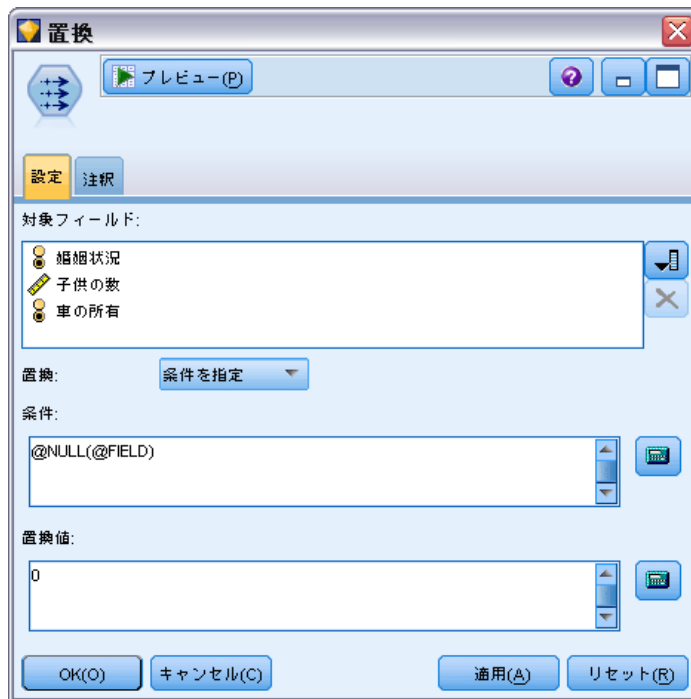 置換
プレビュー(P)
設定 注釈
対象フィールド:
婚姻状況
子供の数
車の所有
置換: 条件を指定
条件:
@NULL(@FIELD)
置換値:
0
OK(O) キャンセル(C) 適用(A) リセット(R)